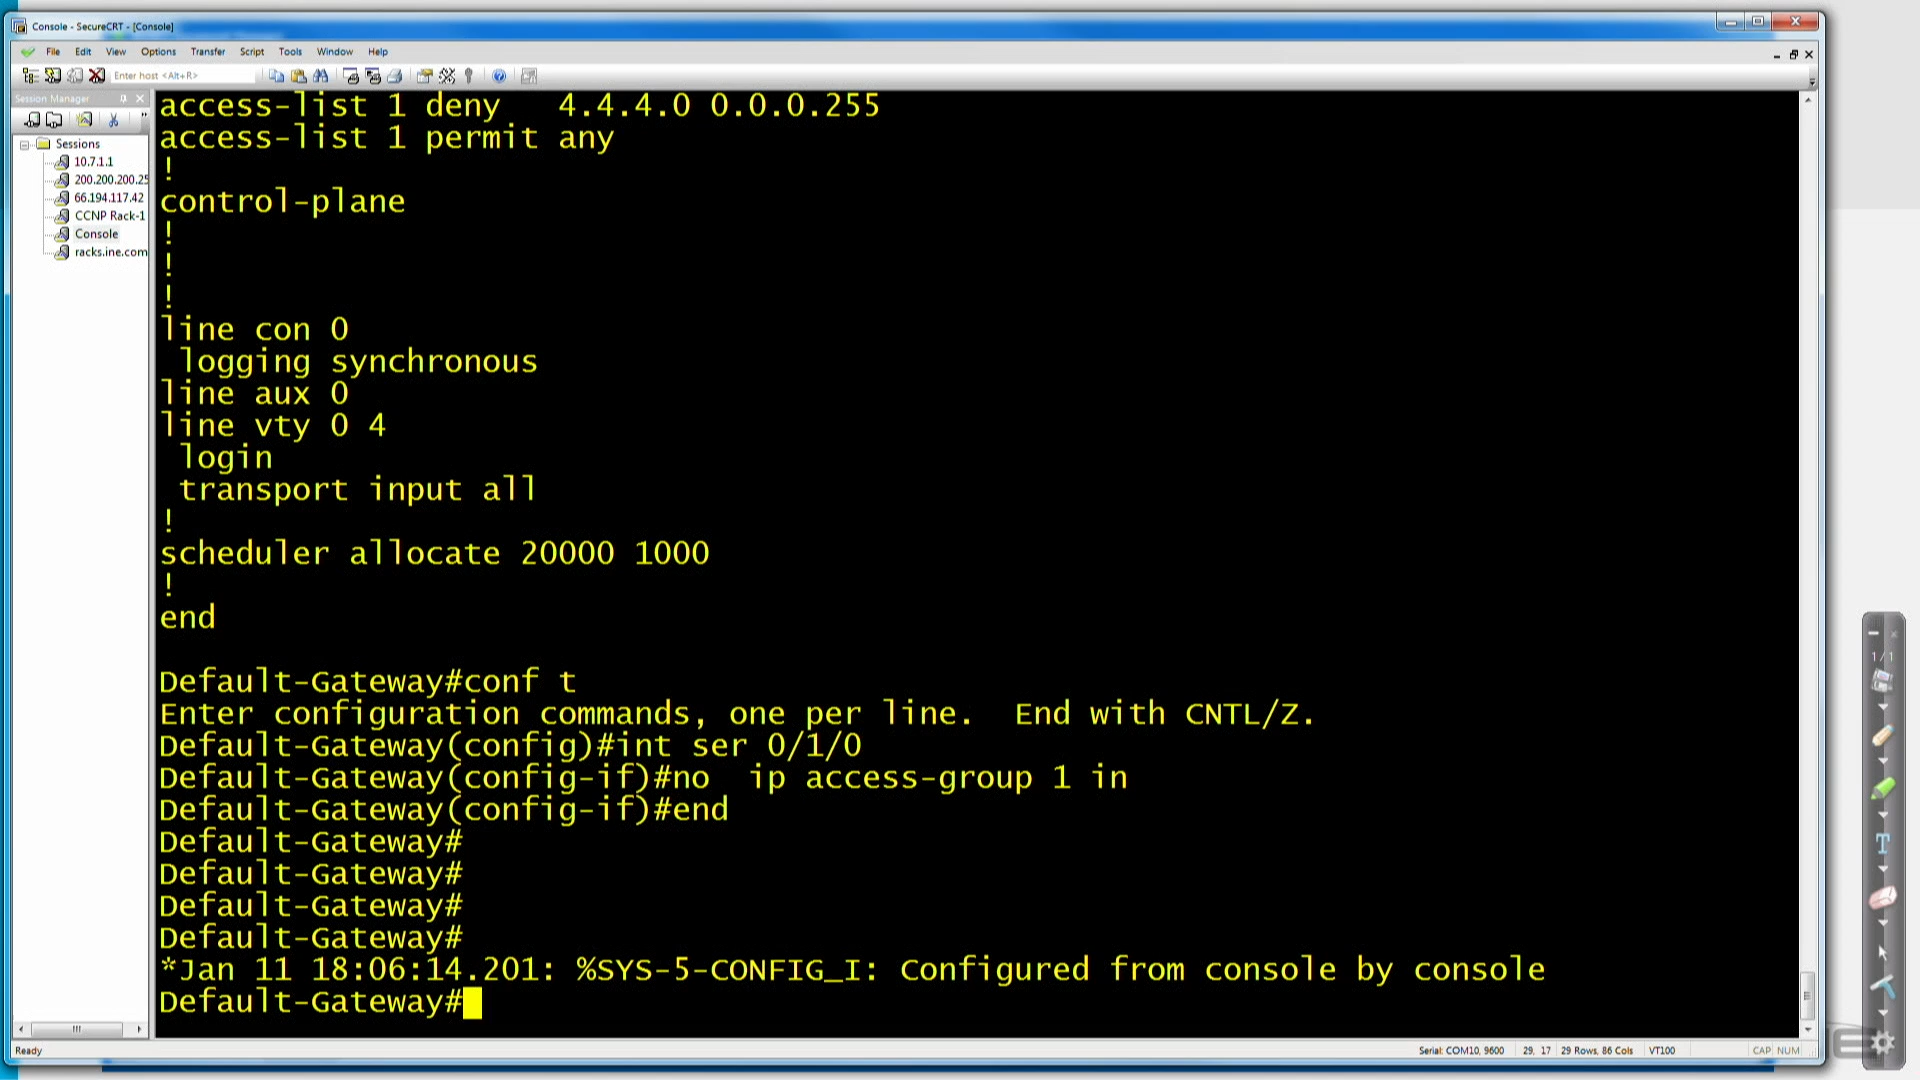 Console - SecureCRT - [Console]
File Edit View Options Transfer Script Tools Window Help
Enter host <Alt+R>
Session Manager
Sessions
10.7.1.1
200.200.200.25
66.194.117.42
CCNP Rack-1
Console
racks.ine.com
access-list 1 deny   4.4.4.0 0.0.0.255
access-list 1 permit any
!
control-plane
!
!
!
line con 0
 logging synchronous
line aux 0
line vty 0 4
 login
 transport input all
!
scheduler allocate 20000 1000
!
end
Default-Gateway#conf t
Enter configuration commands, one per line.  End with CNTL/Z.
Default-Gateway(config)#int ser 0/1/0
Default-Gateway(config-if)#no  ip access-group 1 in
Default-Gateway(config-if)#end
Default-Gateway#
Default-Gateway#
Default-Gateway#
Default-Gateway#
*Jan 11 18:06:14.201: %SYS-5-CONFIG_I: Configured from console by console
Default-Gateway#
1/1
Ready
Serial: COM10, 9600 29, 17 29 Rows, 86 Cols VT100 CAP NUM